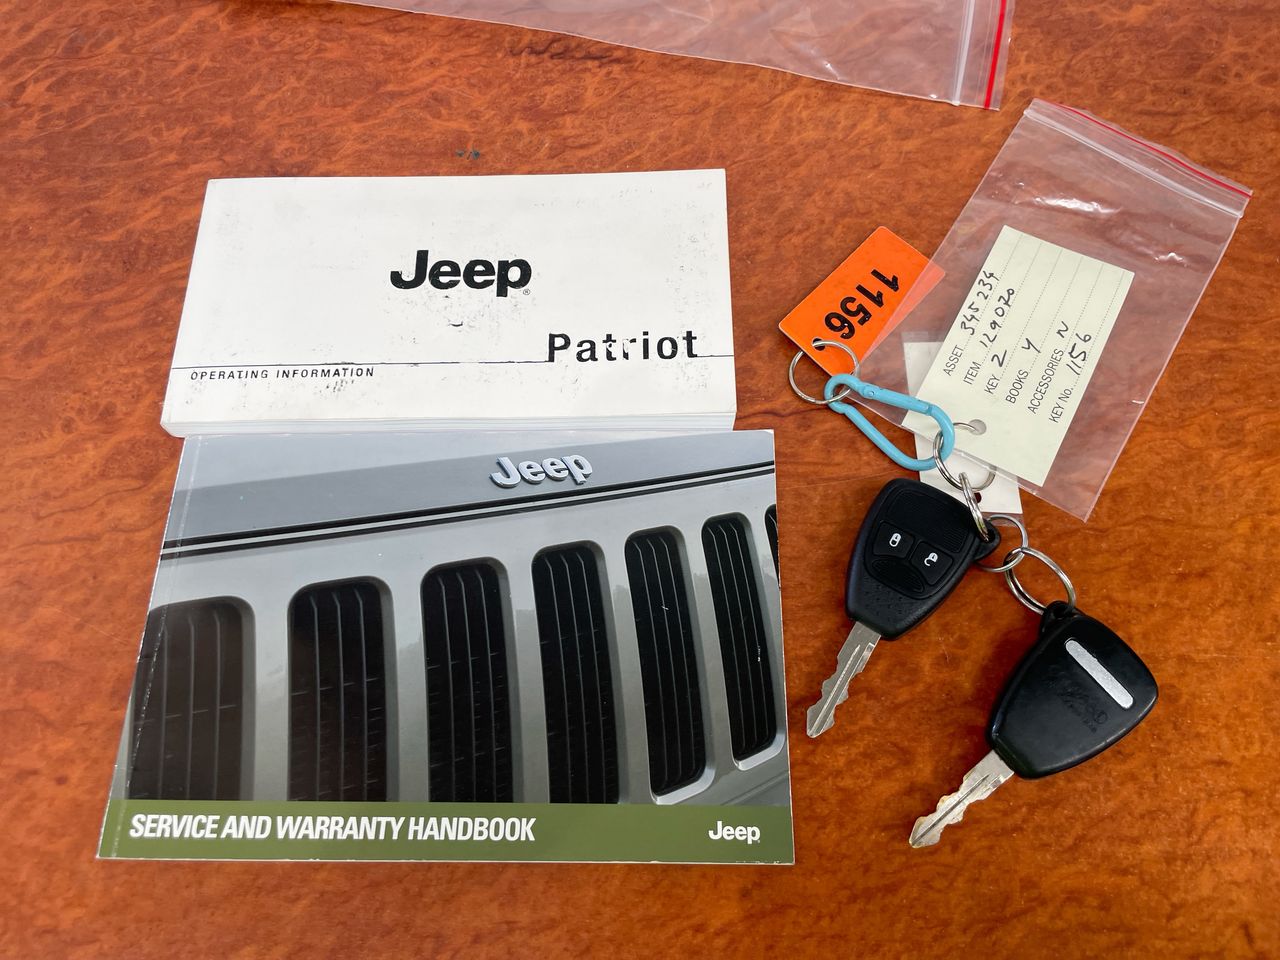 Jeep
Patriot
OPERATING INFORMATION
Jeep
SERVICE AND WARRANTY HANDBOOK
Jeep
1156
ASSET 345234
ITEM 129070
KEY 2
BOOKS Y
ACCESSORIES N
KEY No. 1156